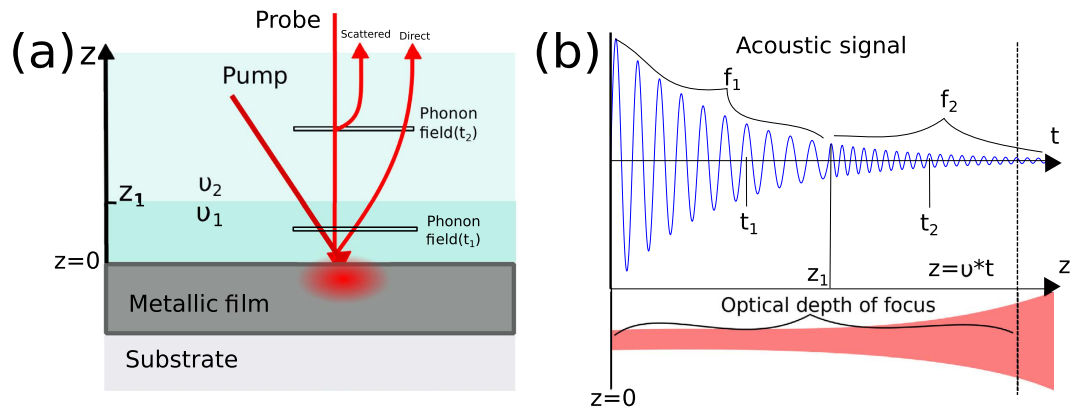 (a)
z
Probe
Scattered
Direct
Pump
Phonon
field(t₂)
z₁
υ₂
υ₁
Phonon
field(t₁)
z=0
Metallic film
Substrate
(b)
Acoustic signal
f₁
f₂
t
t₁
t₂
z₁
z=υ*t
z
Optical depth of focus
z=0